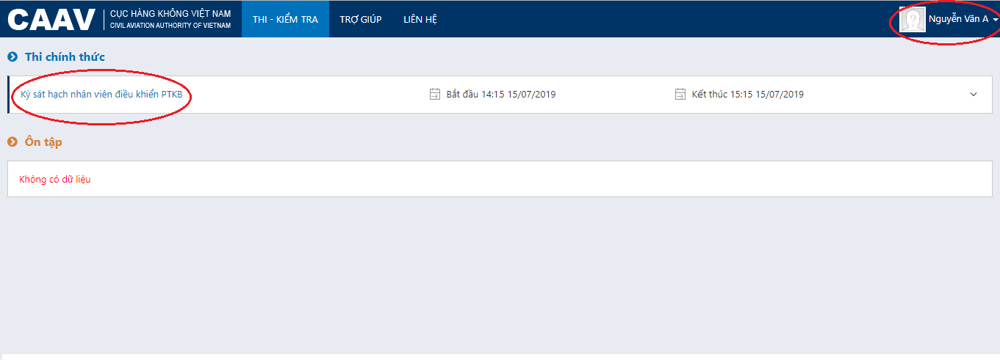 CAAV
CỤC HÀNG KHÔNG VIỆT NAM
CIVIL AVIATION AUTHORITY OF VIETNAM
THI - KIỂM TRA
TRỢ GIÚP
LIÊN HỆ
Nguyễn Văn A
Thi chính thức
Kỳ sát hạch nhân viên điều khiển PTKB
Bắt đầu 14:15 15/07/2019
Kết thúc 15:15 15/07/2019
Ôn tập
Không có dữ liệu